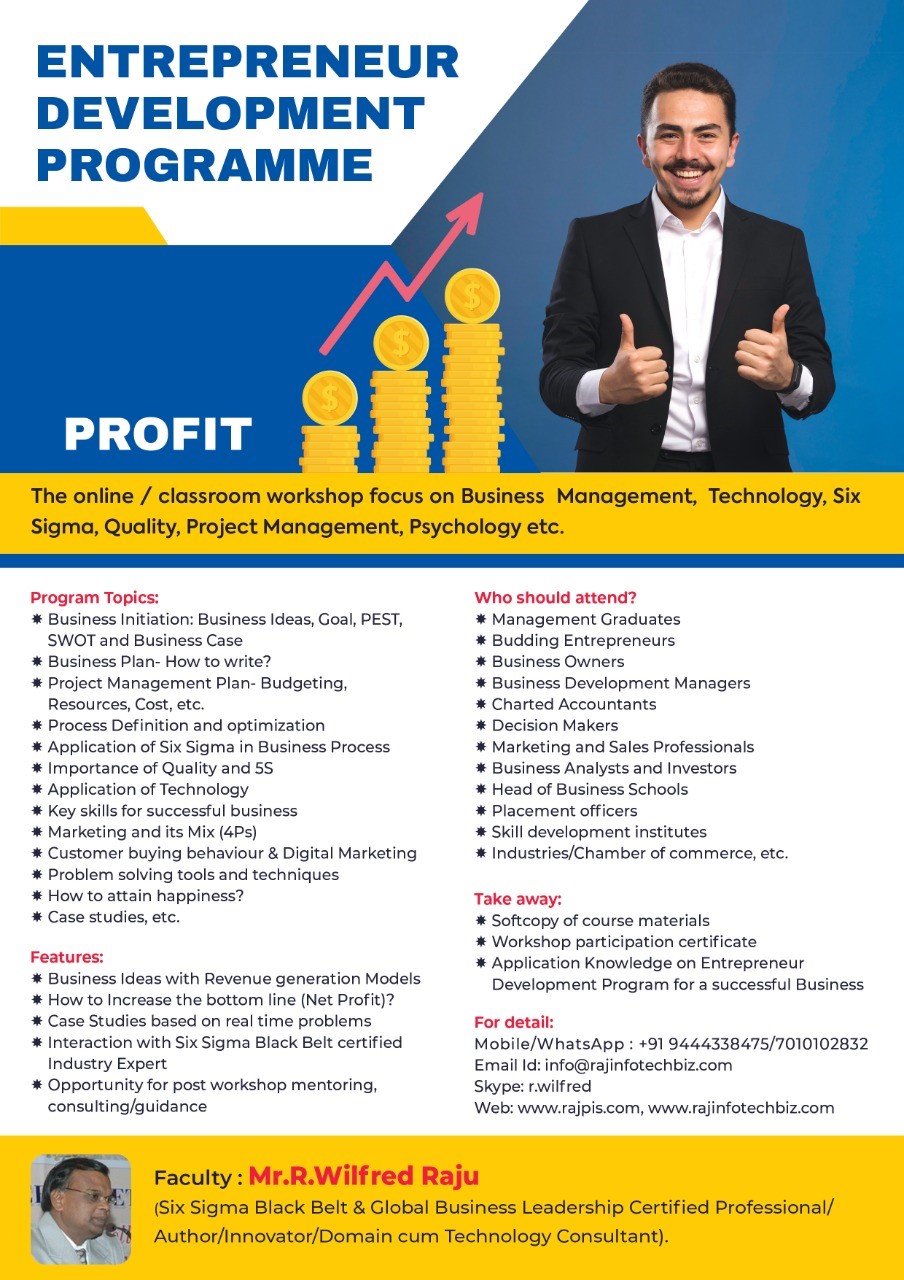 ENTREPRENEUR
DEVELOPMENT
PROGRAMME
PROFIT
The online / classroom workshop focus on Business Management, Technology, Six
Sigma, Quality, Project Management, Psychology etc.
Program Topics:
✸ Business Initiation: Business Ideas, Goal, PEST,
SWOT and Business Case
✸ Business Plan- How to write?
✸ Project Management Plan- Budgeting,
Resources, Cost, etc.
✸ Process Definition and optimization
✸ Application of Six Sigma in Business Process
✸ Importance of Quality and 5S
✸ Application of Technology
✸ Key skills for successful business
✸ Marketing and its Mix (4Ps)
✸ Customer buying behaviour & Digital Marketing
✸ Problem solving tools and techniques
✸ How to attain happiness?
✸ Case studies, etc.
Features:
✸ Business Ideas with Revenue generation Models
✸ How to Increase the bottom line (Net Profit)?
✸ Case Studies based on real time problems
✸ Interaction with Six Sigma Black Belt certified
Industry Expert
✸ Opportunity for post workshop mentoring,
consulting/guidance
Who should attend?
✸ Management Graduates
✸ Budding Entrepreneurs
✸ Business Owners
✸ Business Development Managers
✸ Charted Accountants
✸ Decision Makers
✸ Marketing and Sales Professionals
✸ Business Analysts and Investors
✸ Head of Business Schools
✸ Placement officers
✸ Skill development institutes
✸ Industries/Chamber of commerce, etc.
Take away:
✸ Softcopy of course materials
✸ Workshop participation certificate
✸ Application Knowledge on Entrepreneur
Development Program for a successful Business
For detail:
Mobile/WhatsApp : +91 9444338475/7010102832
Email Id: info@rajinfotechbiz.com
Skype: r.wilfred
Web: www.rajpis.com, www.rajinfotechbiz.com
Faculty : Mr.R.Wilfred Raju
(Six Sigma Black Belt & Global Business Leadership Certified Professional/
Author/Innovator/Domain cum Technology Consultant).